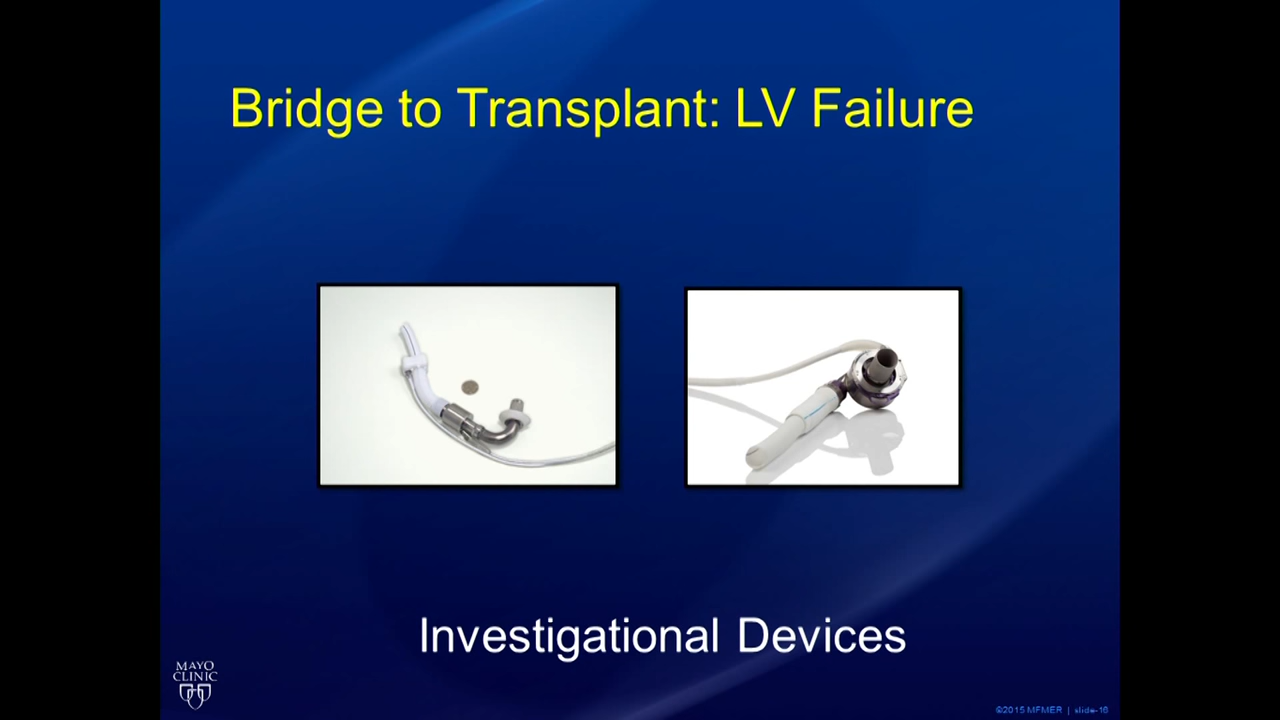 Bridge to Transplant: LV Failure
Investigational Devices
MAYO
CLINIC
©2015 MFMER | slide-16